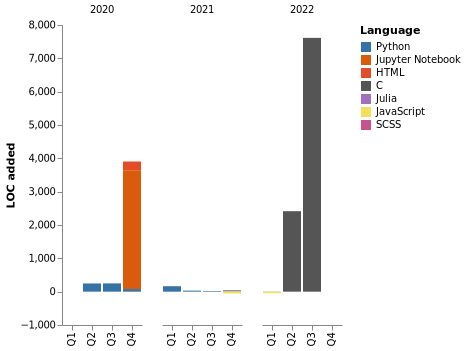 2020 2021 2022
Language
Python
Jupyter Notebook
HTML
C
Julia
JavaScript
SCSS
LOC added
8,000
7,000
6,000
5,000
4,000
3,000
2,000
1,000
0
−1,000
Q1 Q2 Q3 Q4 Q1 Q2 Q3 Q4 Q1 Q2 Q3 Q4